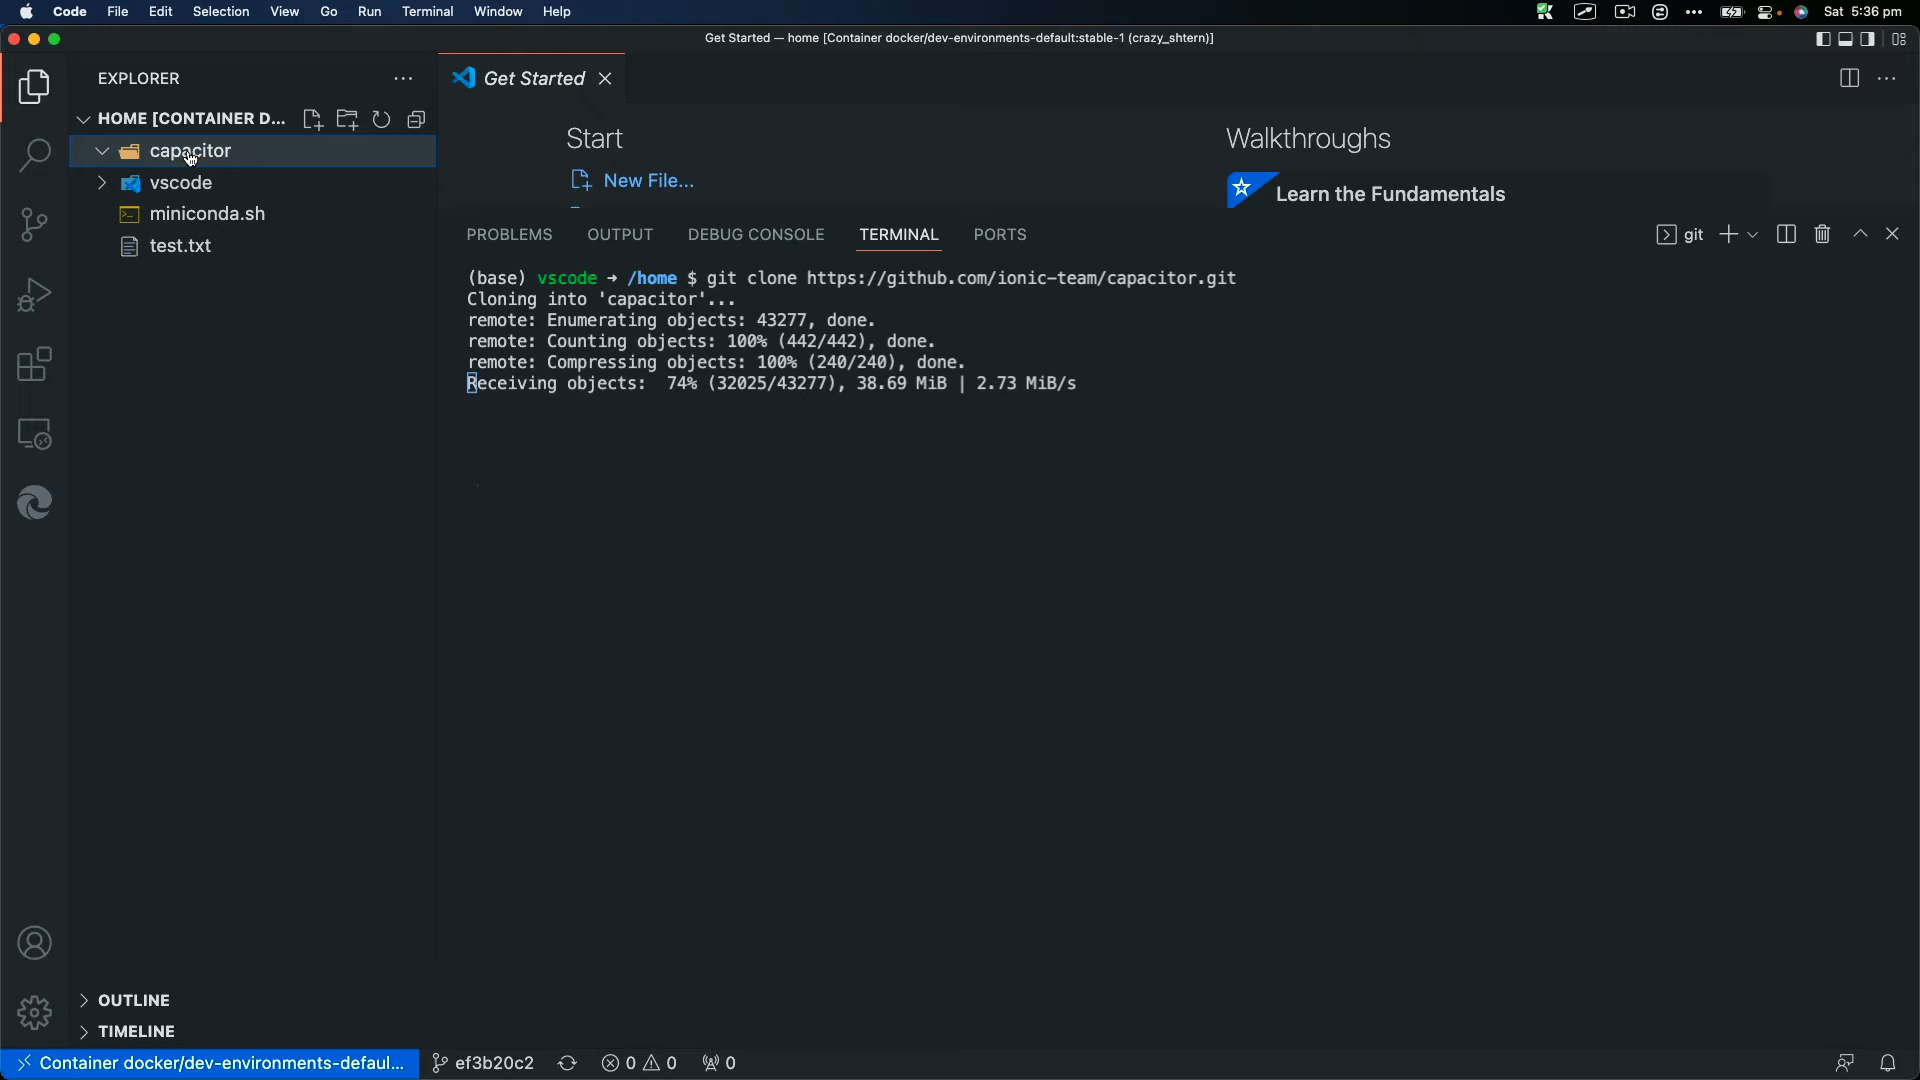 Code File Edit Selection View Go Run Terminal Window Help Sat 5:36 pm
Get Started — home [Container docker/dev-environments-default:stable-1 (crazy_shtern)]
EXPLORER
Get Started
HOME [CONTAINER D...
capacitor
vscode
miniconda.sh
test.txt
Start
New File...
Walkthroughs
Learn the Fundamentals
PROBLEMS OUTPUT DEBUG CONSOLE TERMINAL PORTS git
(base) vscode → /home $ git clone https://github.com/ionic-team/capacitor.git
Cloning into 'capacitor'...
remote: Enumerating objects: 43277, done.
remote: Counting objects: 100% (442/442), done.
remote: Compressing objects: 100% (240/240), done.
Receiving objects:  74% (32025/43277), 38.69 MiB | 2.73 MiB/s
OUTLINE
TIMELINE
Container docker/dev-environments-defaul... ef3b20c2 0 0 0